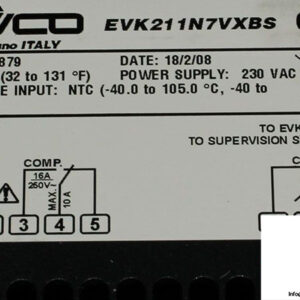 CO EVK211N7VXBS
no ITALY
879 DATE: 18/2/08
(32 to 131 °F) POWER SUPPLY: 230 VAC
E INPUT: NTC (-40.0 to 105.0 °C, -40 to
TO EVK
TO SUPERVISION S
COMP.
16A
250V~
MAX.
10 A
3 4 5